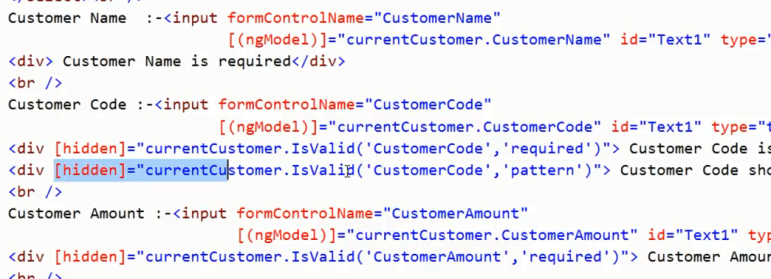 Customer Name :-<input formControlName="CustomerName"
[(ngModel)]="currentCustomer.CustomerName" id="Text1" type="
<div> Customer Name is required</div>
<br />
Customer Code :-<input formControlName="CustomerCode"
[(ngModel)]="currentCustomer.CustomerCode" id="Text1" type="t
<div [hidden]="currentCustomer.IsValid('CustomerCode','required')"> Customer Code is
<div [hidden]="currentCustomer.IsValid('CustomerCode','pattern')"> Customer Code sho
<br />
Customer Amount :-<input formControlName="CustomerAmount"
[(ngModel)]="currentCustomer.CustomerAmount" id="Text1" typ
<div [hidden]="currentCustomer.IsValid('CustomerAmount','required')"> Customer Amoun